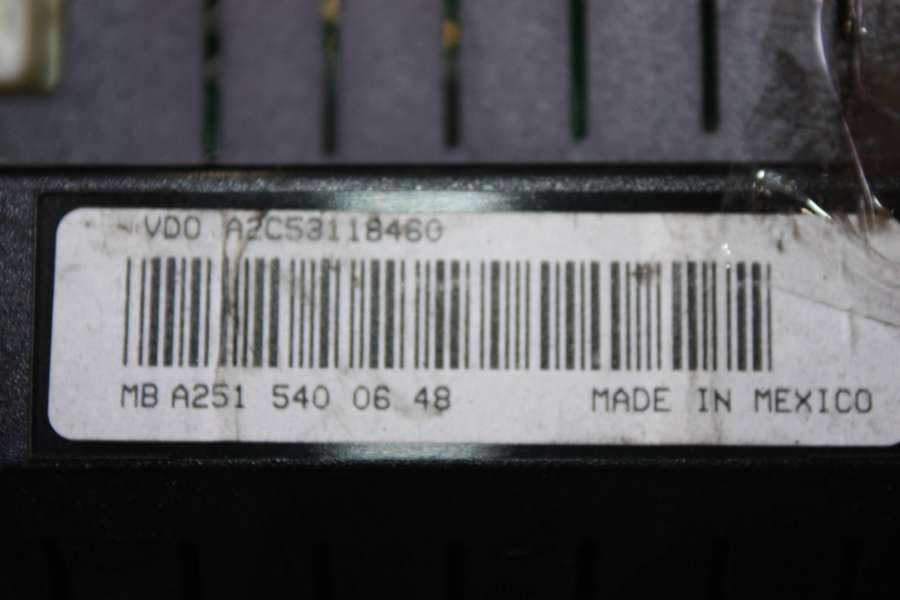 VDO A2C53118460
MB A251 540 06 48 MADE IN MEXICO